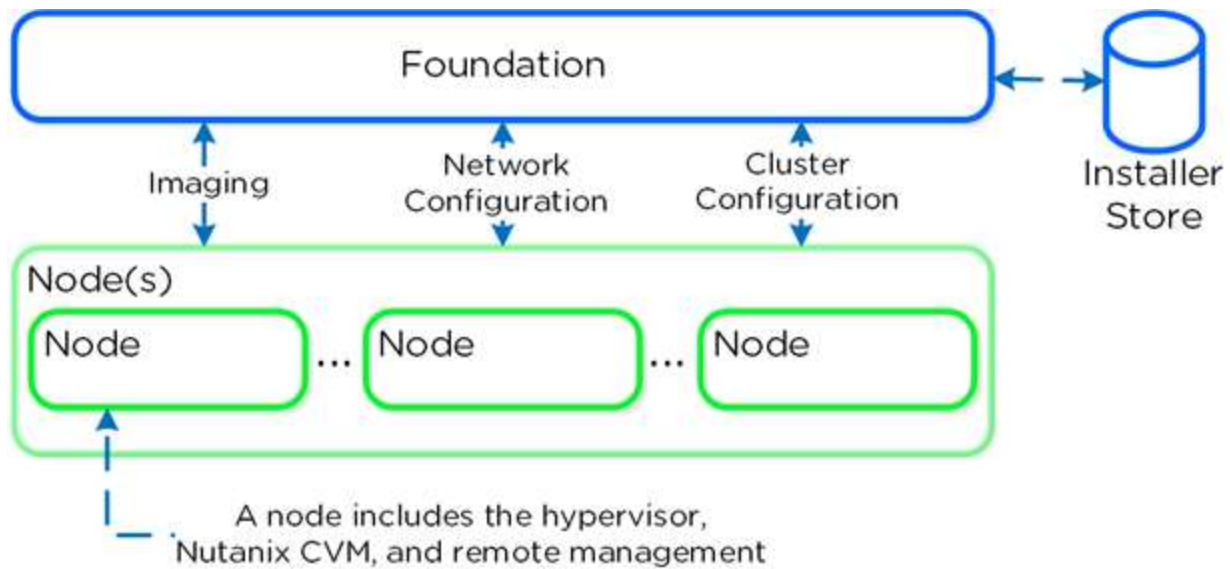 Foundation
Imaging
Network
Configuration
Cluster
Configuration
Installer
Store
Node(s)
Node
...
Node
...
Node
A node includes the hypervisor,
Nutanix CVM, and remote management